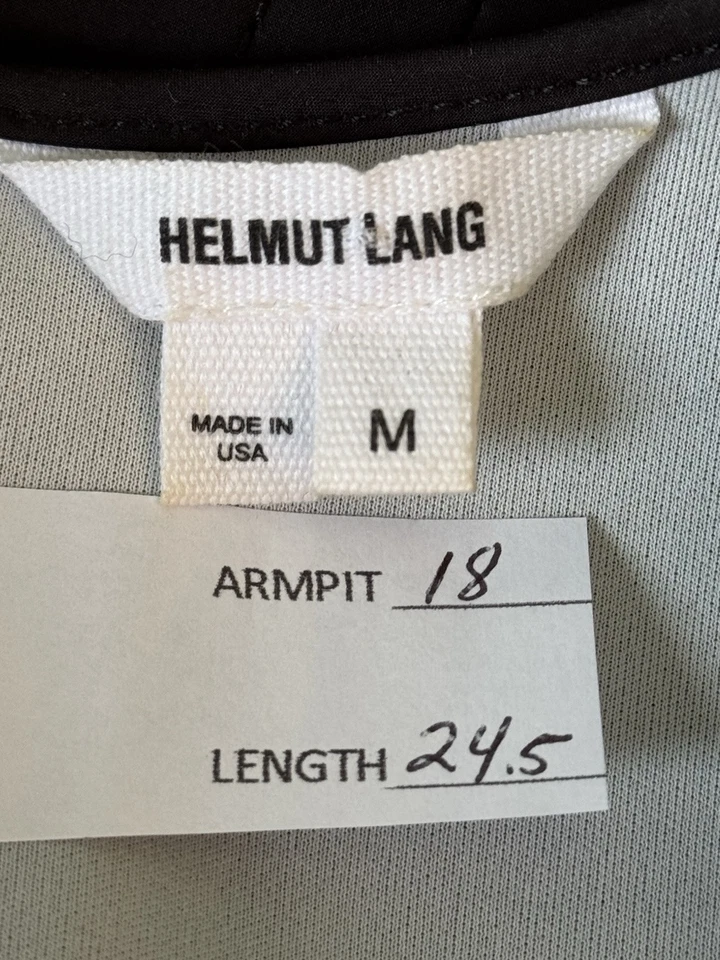 HELMUT LANG
MADE IN
USA
M
ARMPIT 18
LENGTH 24.5